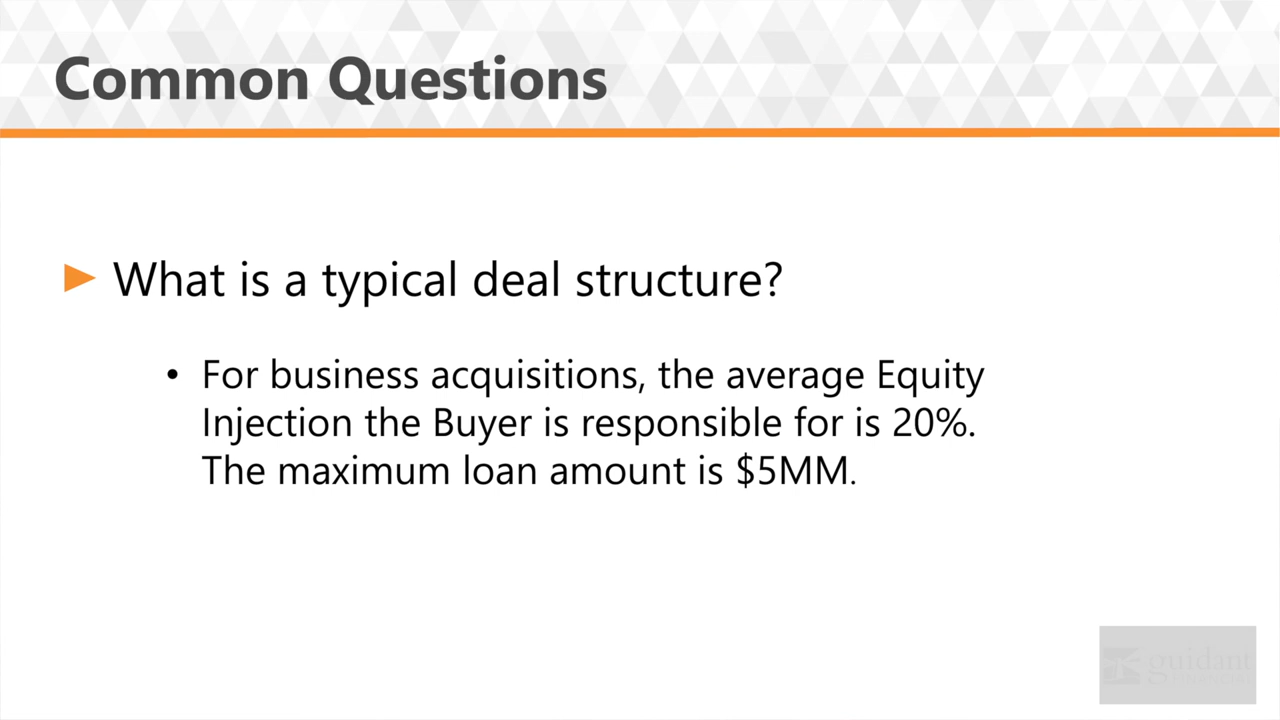 Common Questions
What is a typical deal structure?
• For business acquisitions, the average Equity
Injection the Buyer is responsible for is 20%.
The maximum loan amount is $5MM.
guidant